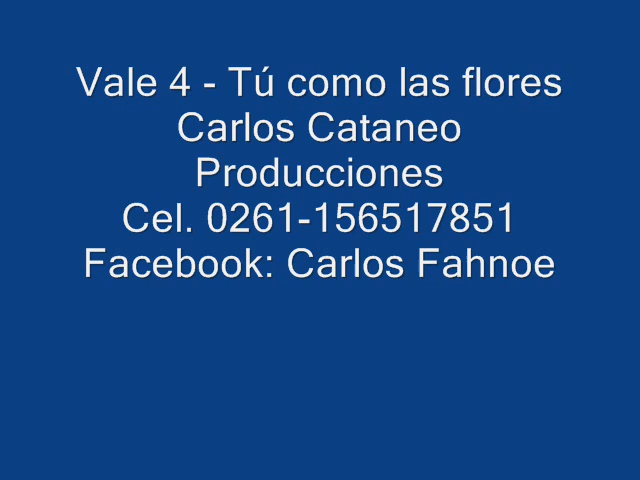 Vale 4 - Tú como las flores
Carlos Cataneo
Producciones
Cel. 0261-156517851
Facebook: Carlos Fahnoe